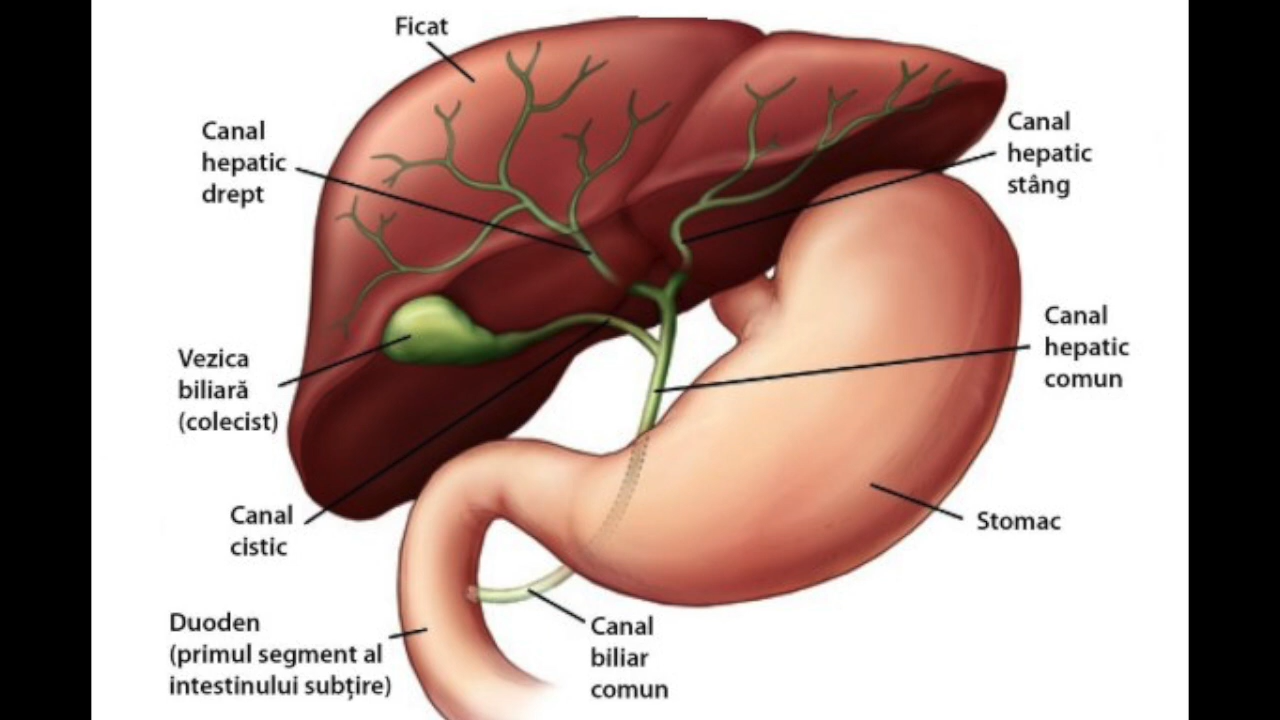 Ficat
Canal
hepatic
drept
Canal
hepatic
stâng
Vezica
biliară
(colecist)
Canal
hepatic
comun
Canal
cistic
Stomac
Duoden
(primul segment al
intestinului subțire)
Canal
biliar
comun